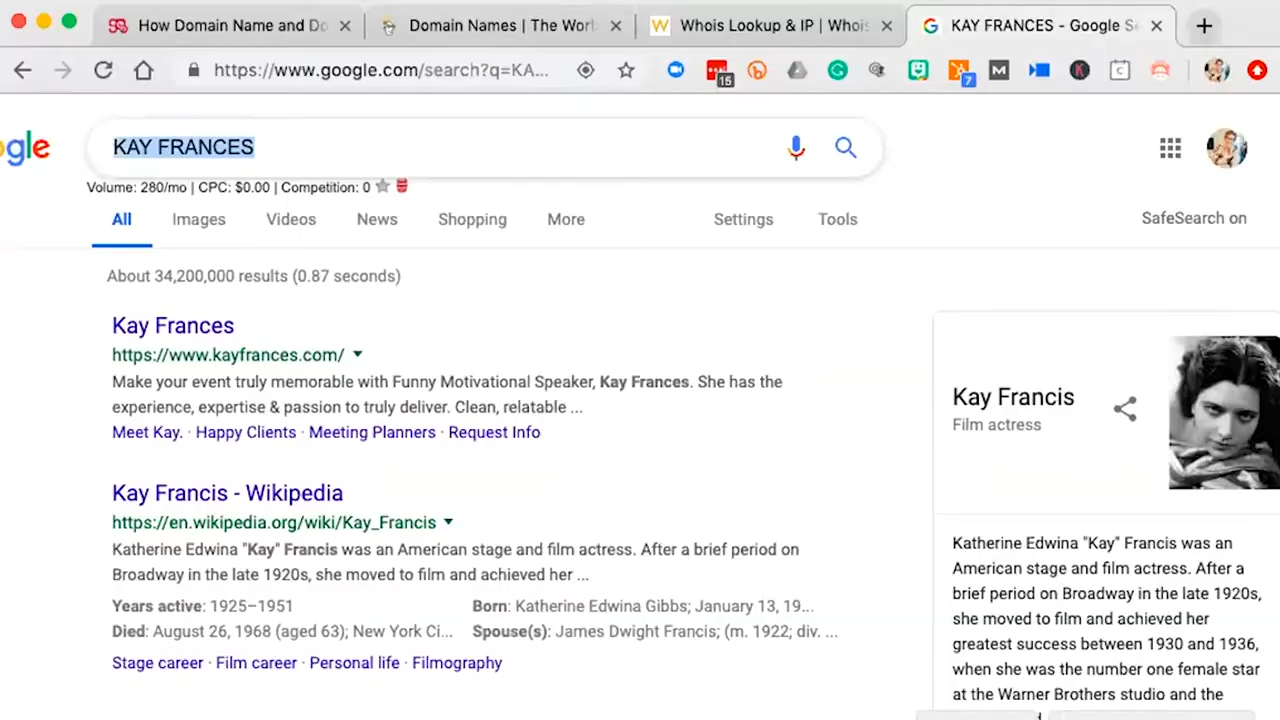 How Domain Name and Do
Domain Names | The Worl
Whois Lookup & IP | Whois
KAY FRANCES - Google Se
https://www.google.com/search?q=KA...
15
7
ogle
KAY FRANCES
Volume: 280/mo | CPC: $0.00 | Competition: 0
All Images Videos News Shopping More Settings Tools SafeSearch on
About 34,200,000 results (0.87 seconds)
Kay Frances
https://www.kayfrances.com/
Make your event truly memorable with Funny Motivational Speaker, Kay Frances. She has the
experience, expertise & passion to truly deliver. Clean, relatable ...
Meet Kay. · Happy Clients · Meeting Planners · Request Info
Kay Francis - Wikipedia
https://en.wikipedia.org/wiki/Kay_Francis
Katherine Edwina "Kay" Francis was an American stage and film actress. After a brief period on
Broadway in the late 1920s, she moved to film and achieved her ...
Years active: 1925–1951
Born: Katherine Edwina Gibbs; January 13, 19...
Died: August 26, 1968 (aged 63); New York Ci...
Spouse(s): James Dwight Francis; (m. 1922; div. ...
Stage career · Film career · Personal life · Filmography
Kay Francis
Film actress
Katherine Edwina "Kay" Francis was an
American stage and film actress. After a
brief period on Broadway in the late 1920s,
she moved to film and achieved her
greatest success between 1930 and 1936,
when she was the number one female star
at the Warner Brothers studio and the